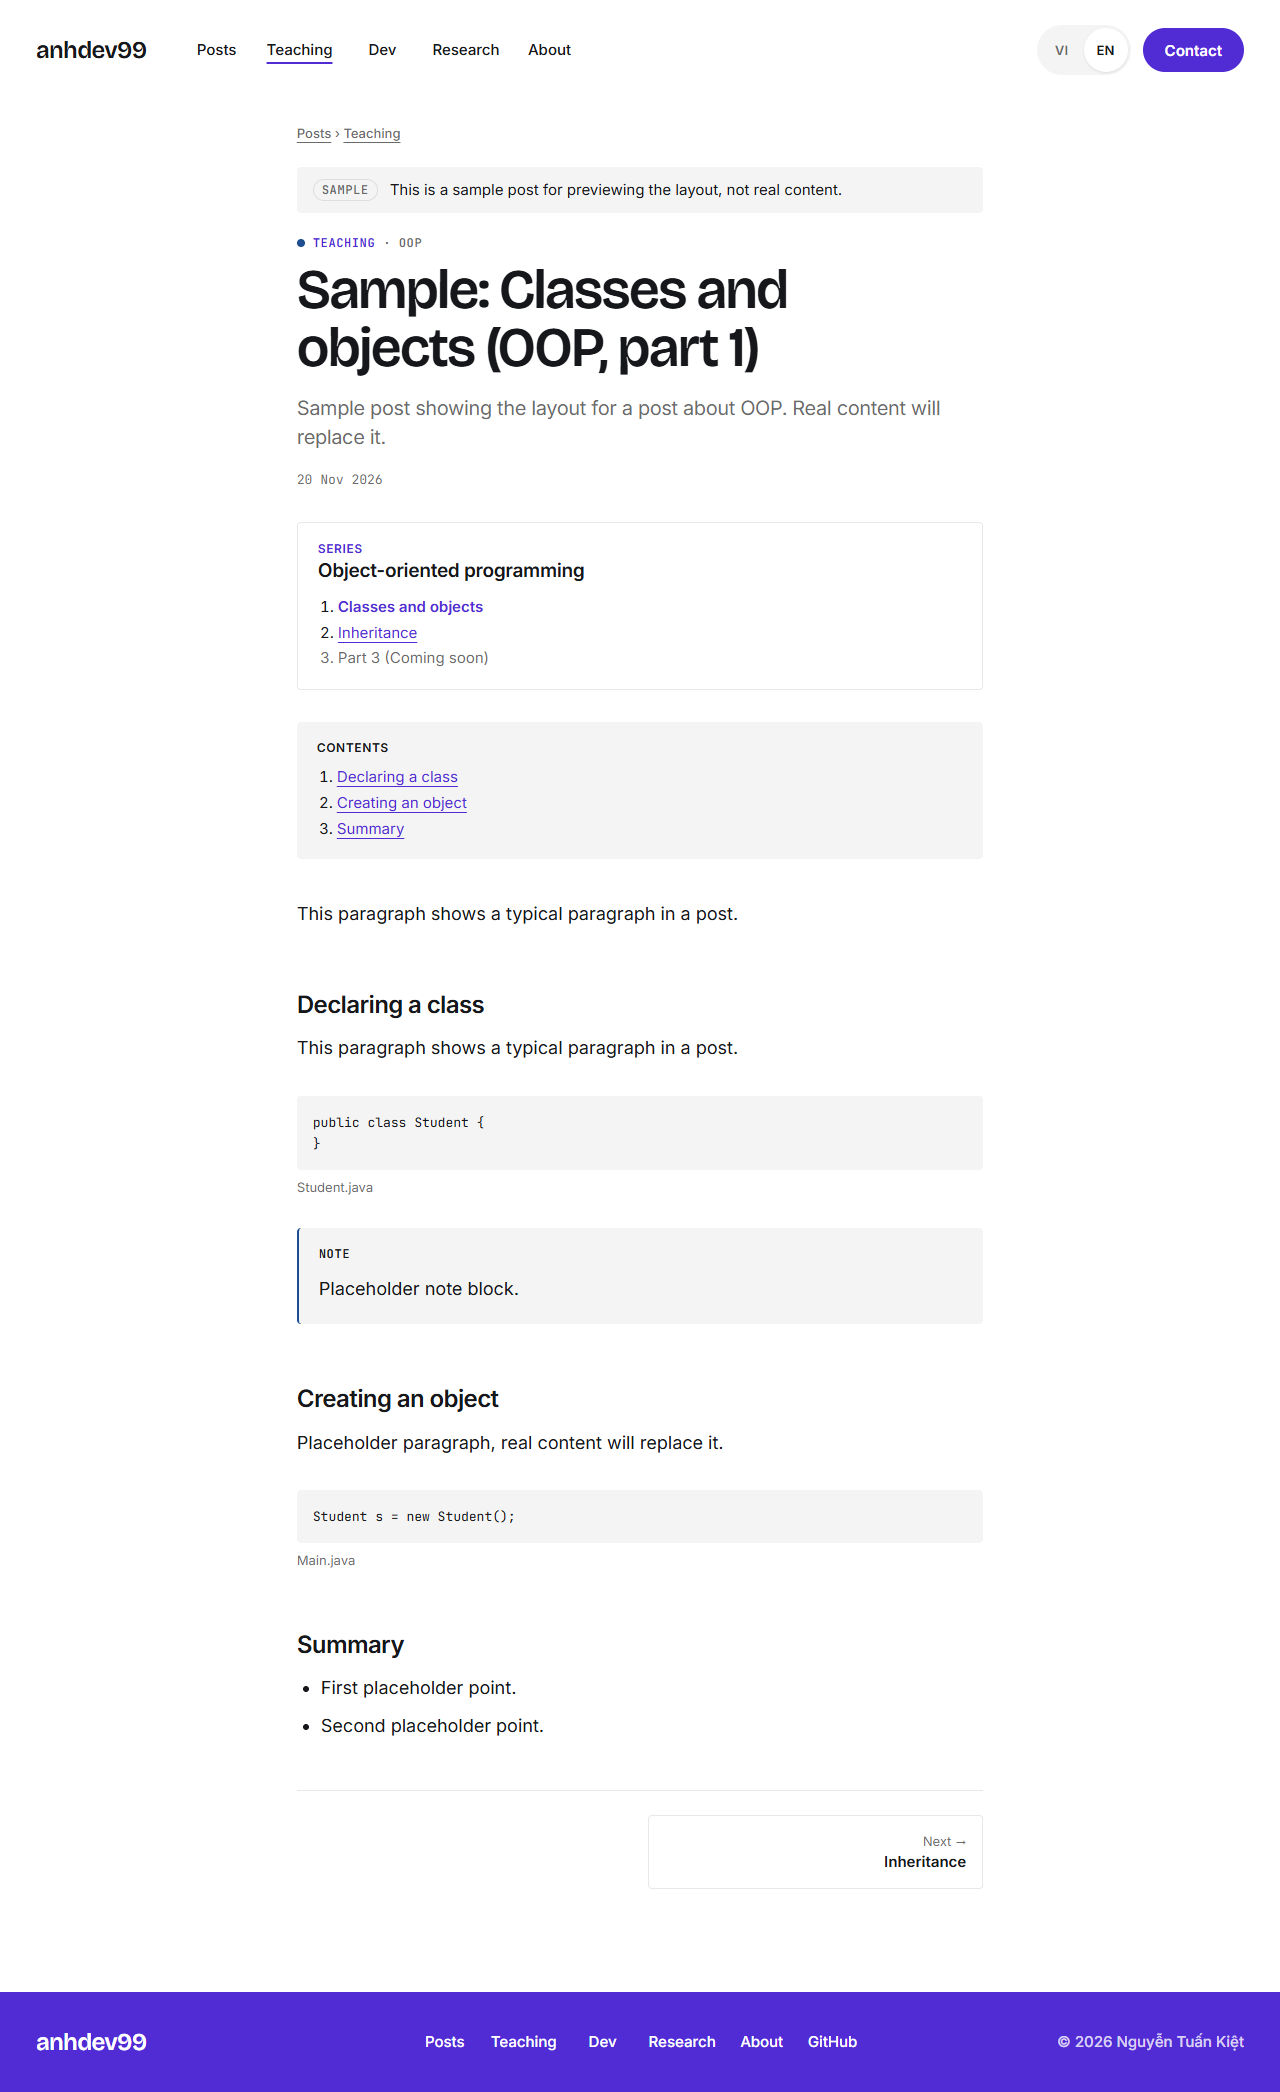 anhdev99
Posts Teaching Dev Research About
VI EN Contact
Posts › Teaching
SAMPLE This is a sample post for previewing the layout, not real content.
TEACHING · OOP
Sample: Classes and
objects (OOP, part 1)
Sample post showing the layout for a post about OOP. Real content will
replace it.
20 Nov 2026
SERIES
Object-oriented programming
1. Classes and objects
2. Inheritance
3. Part 3 (Coming soon)
CONTENTS
1. Declaring a class
2. Creating an object
3. Summary
This paragraph shows a typical paragraph in a post.
Declaring a class
This paragraph shows a typical paragraph in a post.
public class Student {
}
Student.java
NOTE
Placeholder note block.
Creating an object
Placeholder paragraph, real content will replace it.
Student s = new Student();
Main.java
Summary
• First placeholder point.
• Second placeholder point.
Next →
Inheritance
anhdev99
Posts Teaching Dev Research About GitHub
© 2026 Nguyễn Tuấn Kiệt